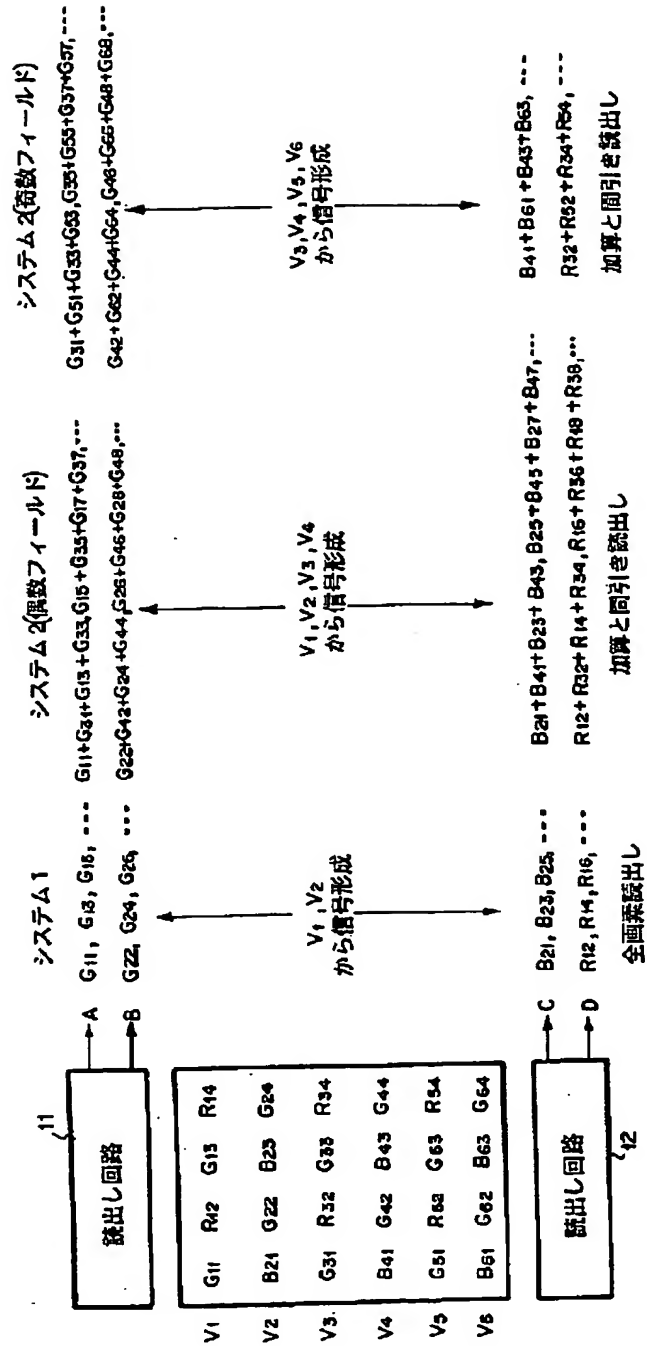 システム1
システム2(偶数フィールド)
システム2(奇数フィールド)
11
読出し回路
A G11, G13, G15, ---
B G22, G24, G26, ---
G11+G31+G13+G33,G15+G35+G17+G37,---
G22+G42+G24+G44,G26+G46+G28+G48,---
G31+G51+G33+G53,G35+G55+G37+G57,---
G42+G62+G44+G64,G46+G66+G48+G68,---
V1 G11 R12 G13 R14
V2 B21 G22 B23 G24
V3. G31 R32 G33 R34
V4 B41 G42 B43 G44
V5 G51 R52 G53 R54
V6 B61 G62 B63 G64
V1,V2
から信号形成
V1,V2,V3,V4
から信号形成
V3,V4,V5,V6
から信号形成
読出し回路
12
C B21, B23, B25, ---
D R12, R14, R16, ---
全画素読出し
B21+B41+B23+B43,B25+B45+B27+B47,---
R12+R32+R14+R34,R16+R36+R18+R38,---
加算と間引き読出し
B41+B61+B43+B63, ---
R32+R52+R34+R54, ---
加算と間引き読出し